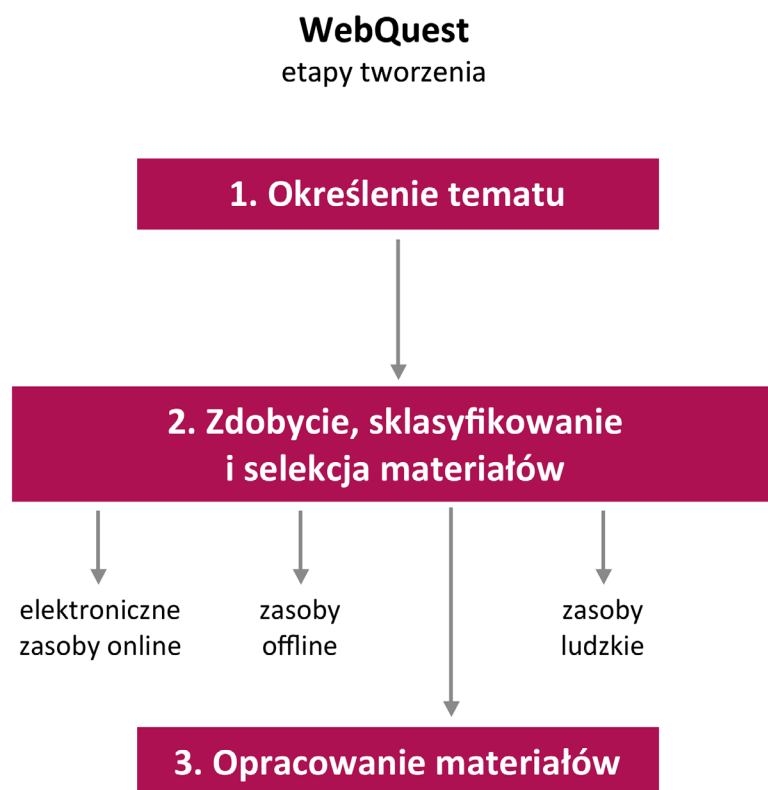 WebQuest
etapy tworzenia
1. Określenie tematu
2. Zdobycie, sklasyfikowanie
i selekcja materiałów
elektroniczne
zasoby online
zasoby
offline
zasoby
ludzkie
3. Opracowanie materiałów